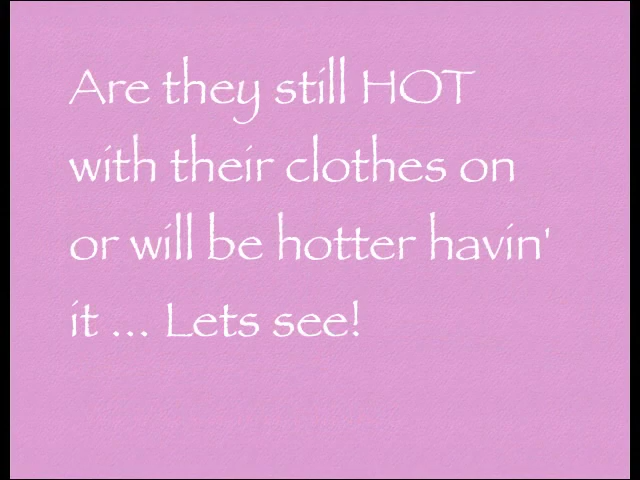 Are they still HOT
with their clothes on
or will be hotter havin'
it ... Lets see!